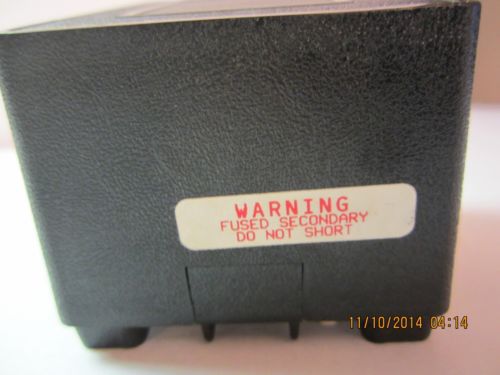 WARNING
FUSED SECONDARY
DO NOT SHORT
11/10/2014 04:14